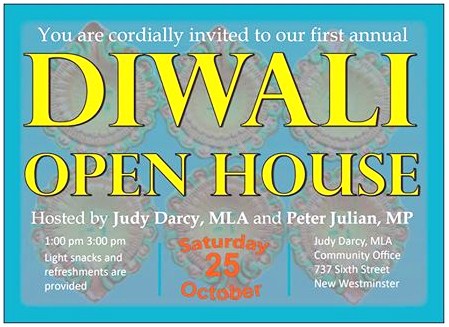 You are cordially invited to our first annual
DIWALI
OPEN HOUSE
Hosted by Judy Darcy, MLA and Peter Julian, MP
1:00 pm 3:00 pm
Light snacks and
refreshments are
provided
Saturday
25
October
Judy Darcy, MLA
Community Office
737 Sixth Street
New Westminster